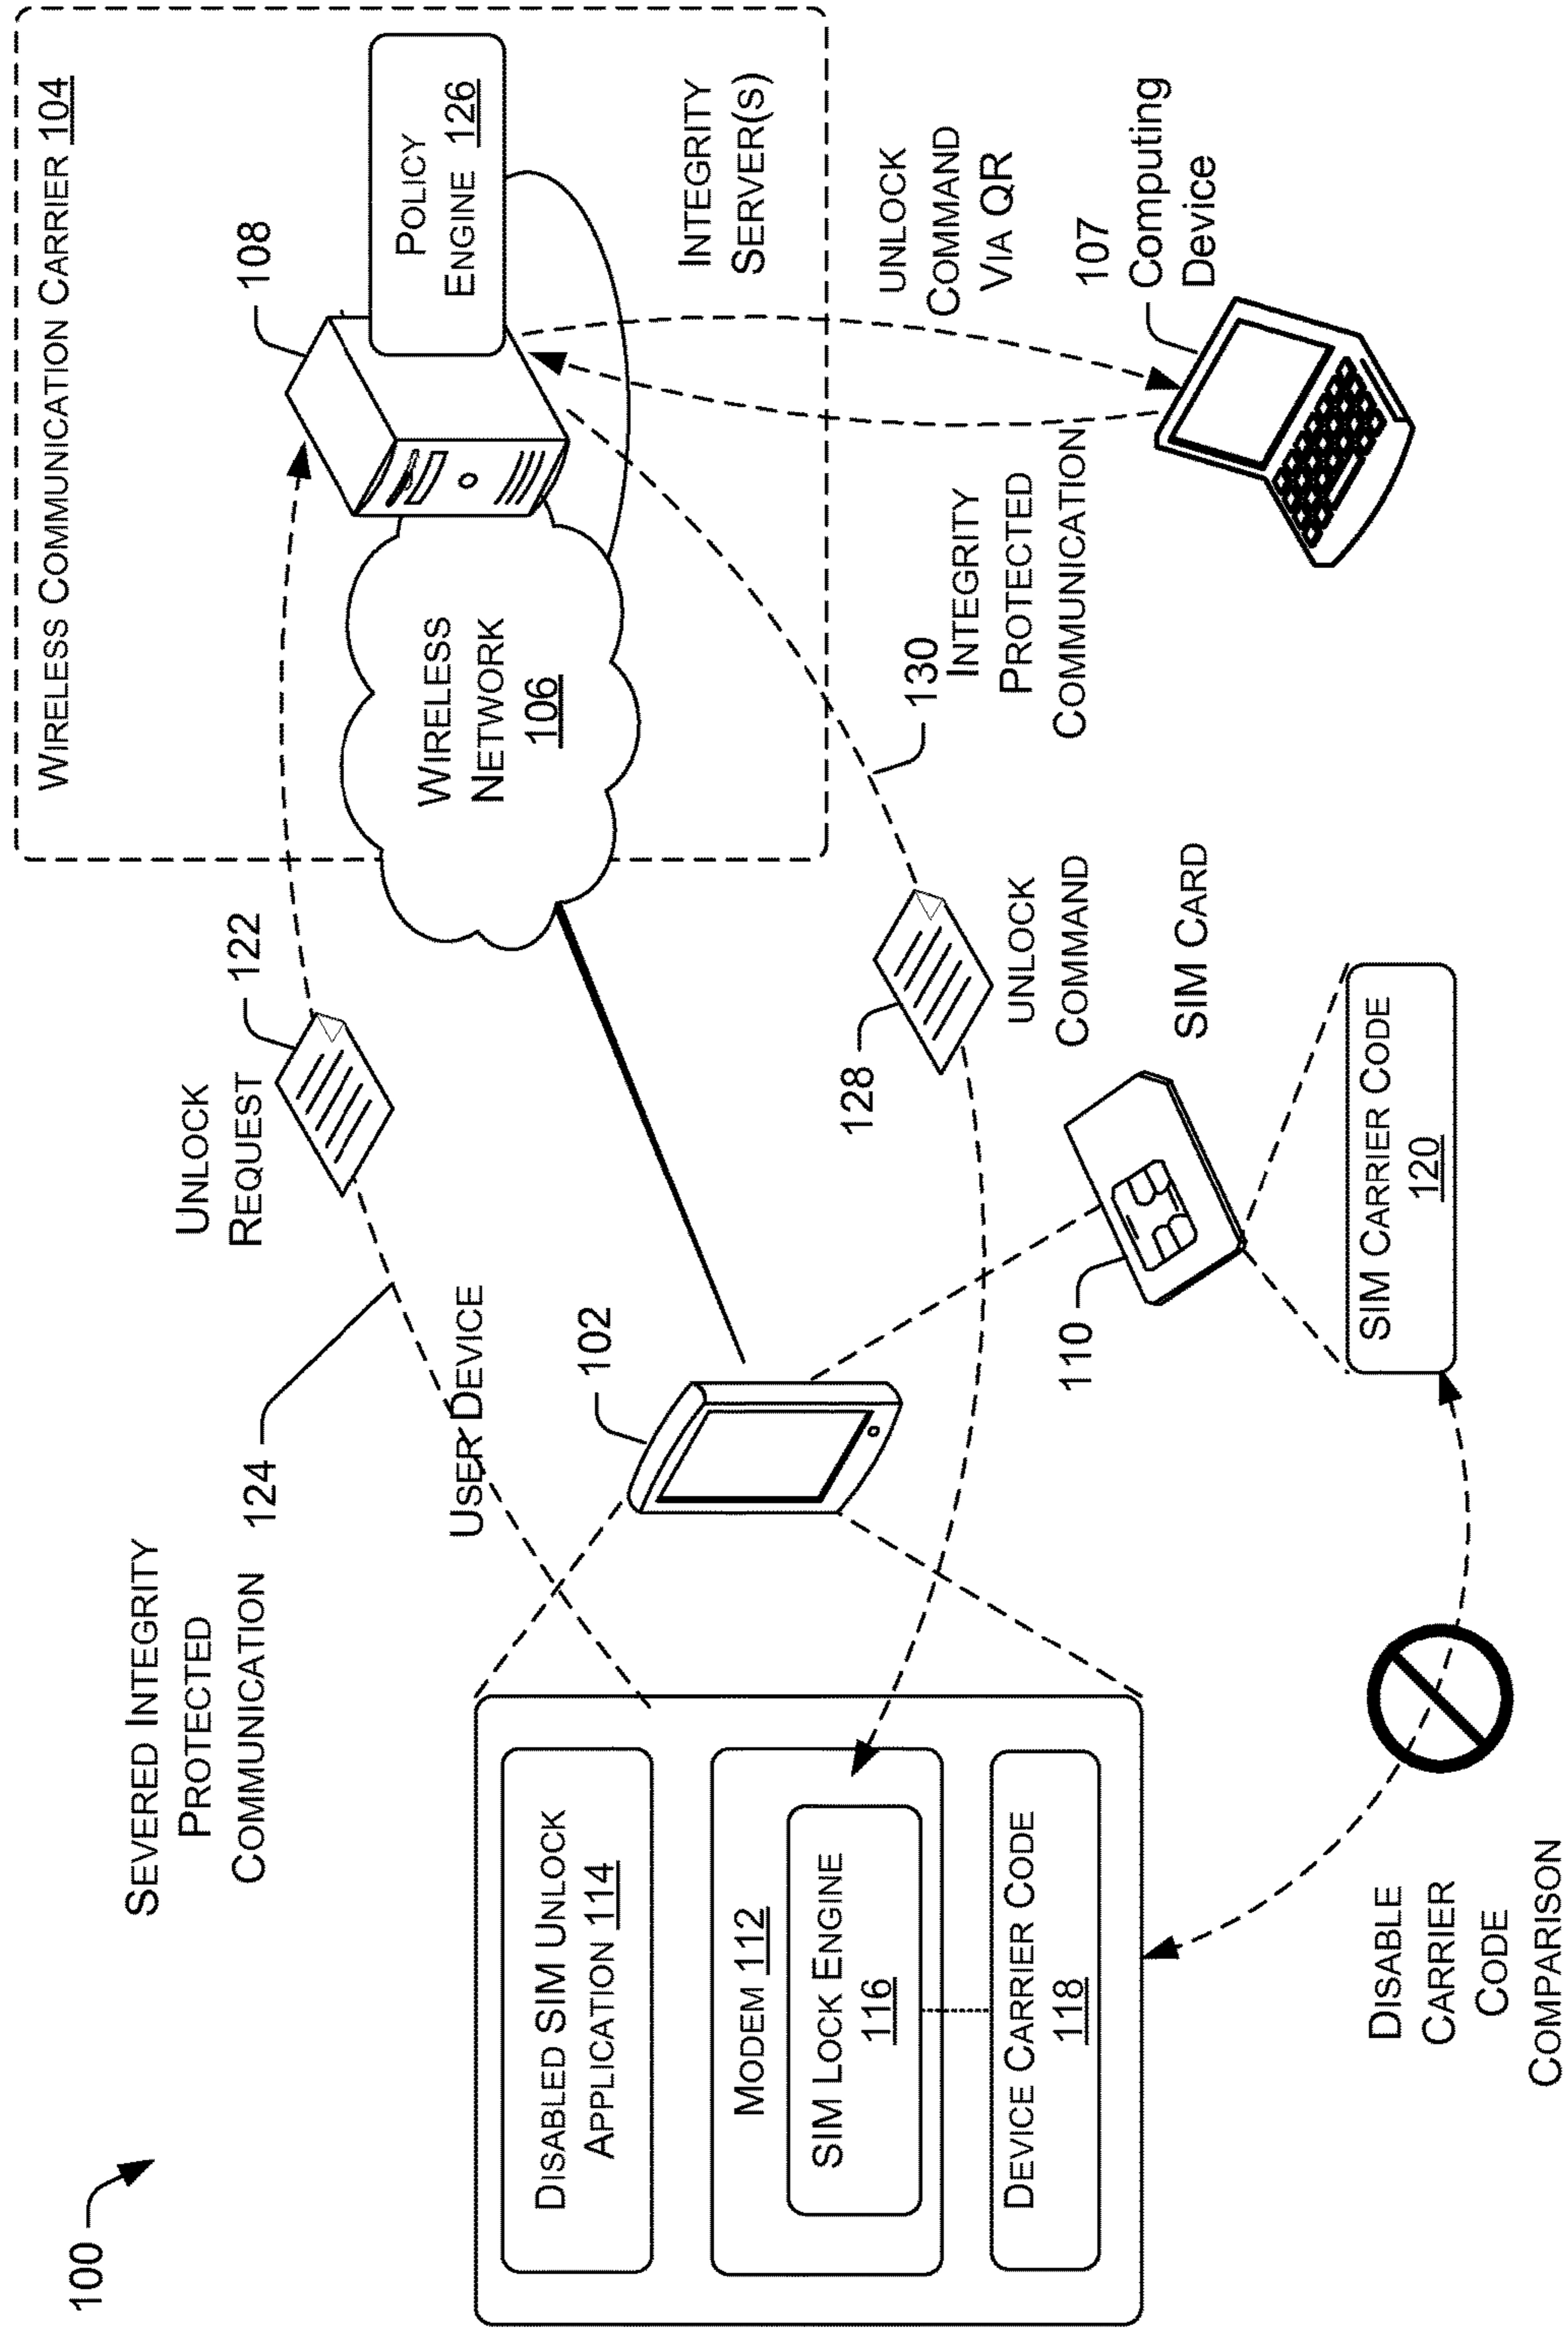 100
SEVERED INTEGRITY
PROTECTED
COMMUNICATION 124
UNLOCK
REQUEST
122
WIRELESS COMMUNICATION CARRIER 104
108
POLICY
ENGINE 126
WIRELESS
NETWORK
106
INTEGRITY
SERVER(S)
USER DEVICE
102
DISABLED SIM UNLOCK
APPLICATION 114
MODEM 112
SIM LOCK ENGINE
116
DEVICE CARRIER CODE
118
128
UNLOCK
COMMAND
130
INTEGRITY
PROTECTED
COMMUNICATION
UNLOCK
COMMAND
VIA QR
107
Computing
Device
110
SIM CARD
SIM CARRIER CODE
120
DISABLE
CARRIER
CODE
COMPARISON